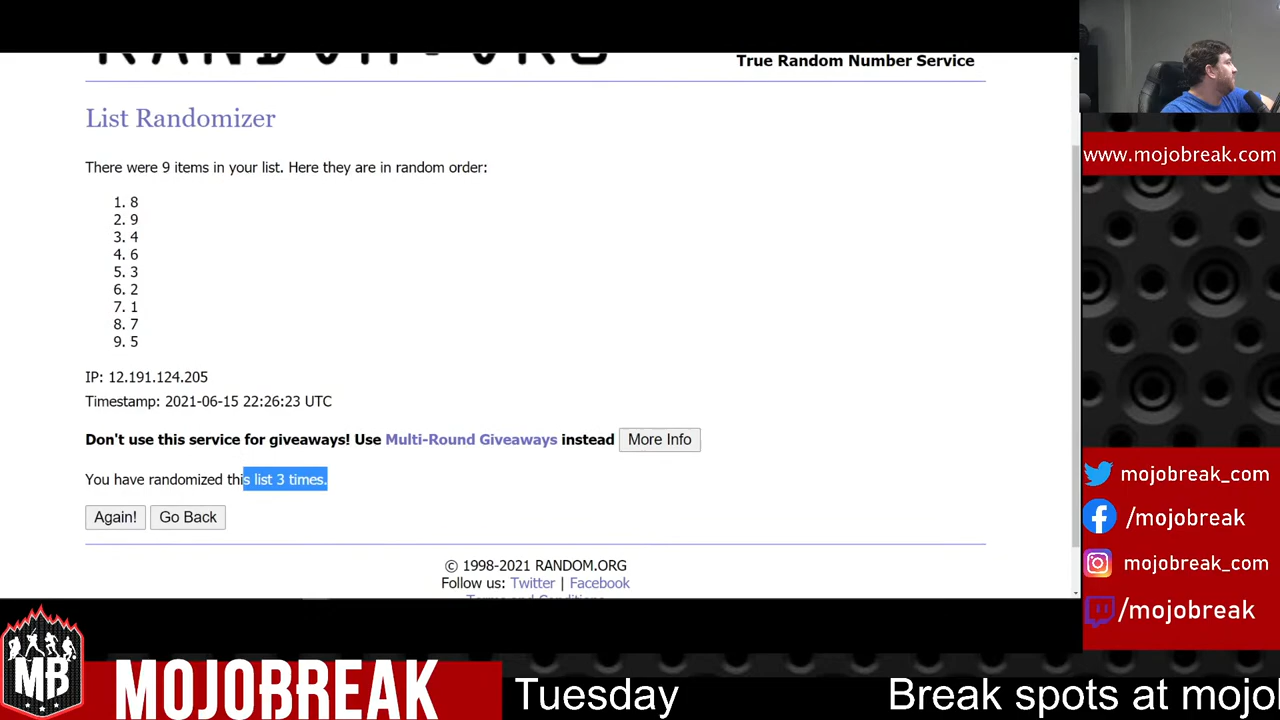 RANDOM.ORG
True Random Number Service
List Randomizer
There were 9 items in your list. Here they are in random order:
1. 8
2. 9
3. 4
4. 6
5. 3
6. 2
7. 1
8. 7
9. 5
IP: 12.191.124.205
Timestamp: 2021-06-15 22:26:23 UTC
Don't use this service for giveaways! Use Multi-Round Giveaways instead More Info
You have randomized this list 3 times.
Again! Go Back
© 1998-2021 RANDOM.ORG
Follow us: Twitter | Facebook
Terms and Conditions
www.mojobreak.com
mojobreak_com
/mojobreak
mojobreak_com
/mojobreak
MB
MOJOBREAK
Tuesday Break spots at mojo